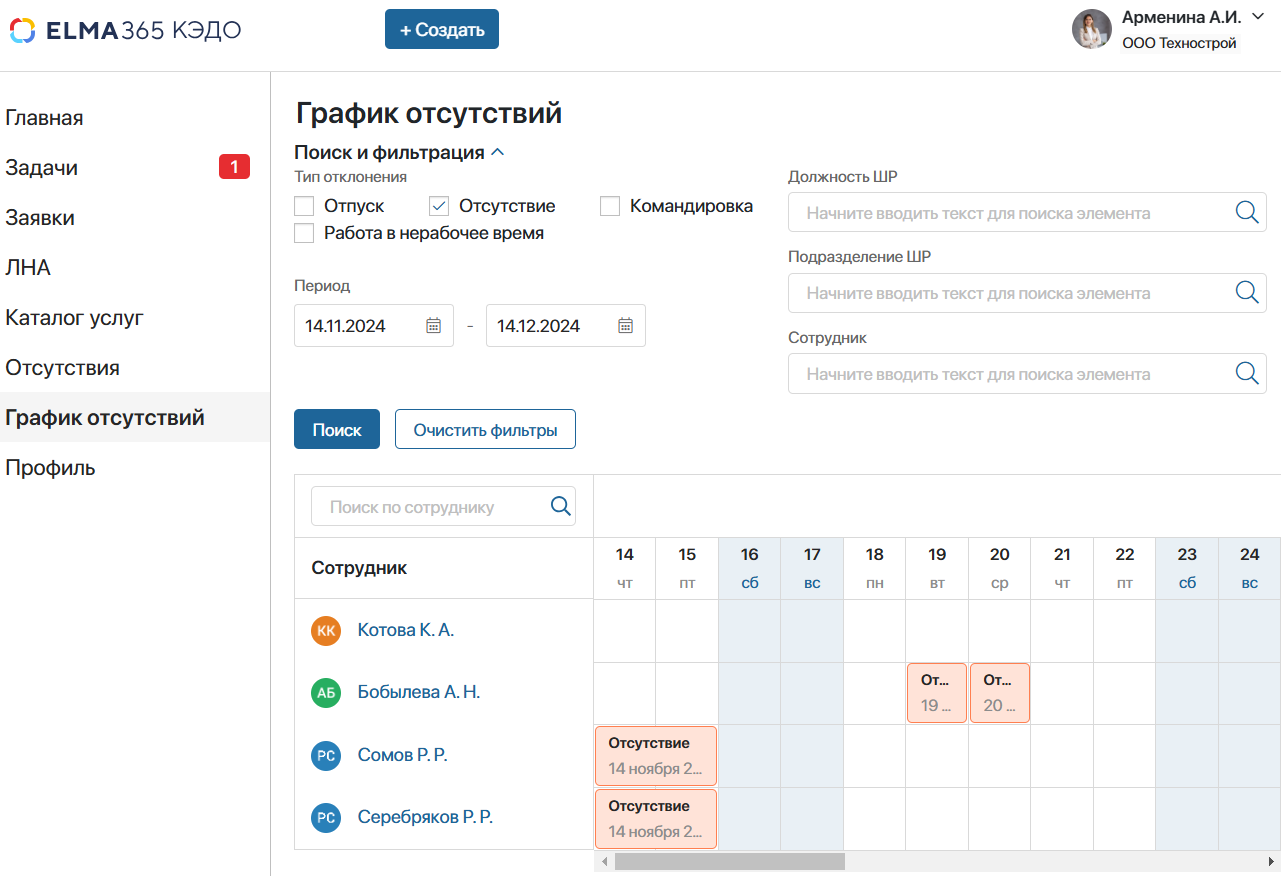 ELMA365 КЭДО
+ Создать
Арменина А.И.
ООО Технострой
Главная
Задачи 1
Заявки
ЛНА
Каталог услуг
Отсутствия
График отсутствий
Профиль
График отсутствий
Поиск и фильтрация
Тип отклонения
Отпуск Отсутствие Командировка
Работа в нерабочее время
Период
14.11.2024 - 14.12.2024
Должность ШР
Начните вводить текст для поиска элемента
Подразделение ШР
Начните вводить текст для поиска элемента
Сотрудник
Начните вводить текст для поиска элемента
Поиск Очистить фильтры
Поиск по сотруднику
Сотрудник
14 15 16 17 18 19 20 21 22 23 24
чт пт сб вс пн вт ср чт пт сб вс
КК Котова К. А.
АБ Бобылева А. Н.
От... От...
19 ... 20 ...
РС Сомов Р. Р.
Отсутствие
14 ноября 2...
РС Серебряков Р. Р.
Отсутствие
14 ноября 2...